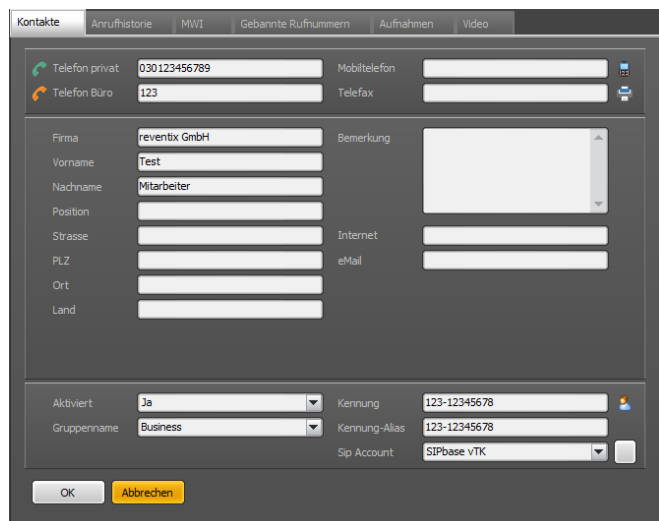 Kontakte Anrufhistorie MWI Gebannte Rufnummern Aufnahmen Video
Telefon privat 030123456789 Mobiltelefon
Telefon Büro 123 Telefax
Firma reventix GmbH Bemerkung
Vorname Test
Nachname Mitarbeiter
Position
Strasse Internet
PLZ eMail
Ort
Land
Aktiviert Ja Kennung 123-12345678
Gruppenname Business Kennung-Alias 123-12345678
Sip Account SIPbase vTK
OK Abbrechen